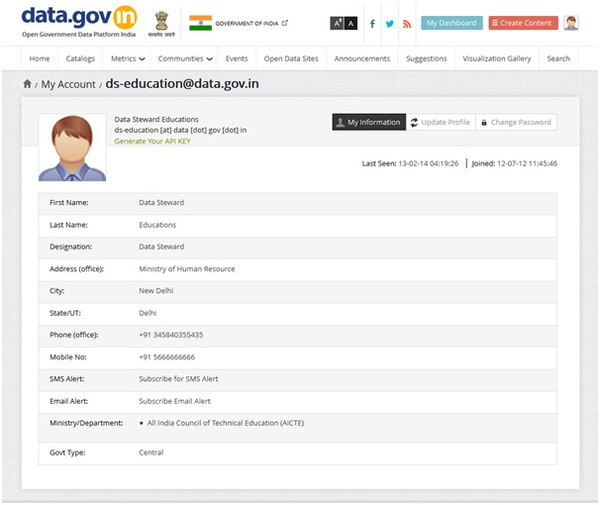 data.gov in
Open Government Data Platform India
GOVERNMENT OF INDIA
A A
My Dashboard
Create Content
Home Catalogs Metrics Communities Events Open Data Sites Announcements Suggestions Visualization Gallery Search
/ My Account / ds-education@data.gov.in
Data Steward Educations
ds-education [at] data [dot] gov [dot] in
Generate Your API KEY
My Information Update Profile Change Password
Last Seen: 13-02-14 04:19:26 | Joined: 12-07-12 11:45:46
First Name: Data Steward
Last Name: Educations
Designation: Data Steward
Address (office): Ministry of Human Resource
City: New Delhi
State/UT: Delhi
Phone (office): +91 345840355435
Mobile No: +91 5666666666
SMS Alert: Subscribe for SMS Alert
Email Alert: Subscribe Email Alert
Ministry/Department: • All India Council of Technical Education (AICTE)
Govt Type: Central